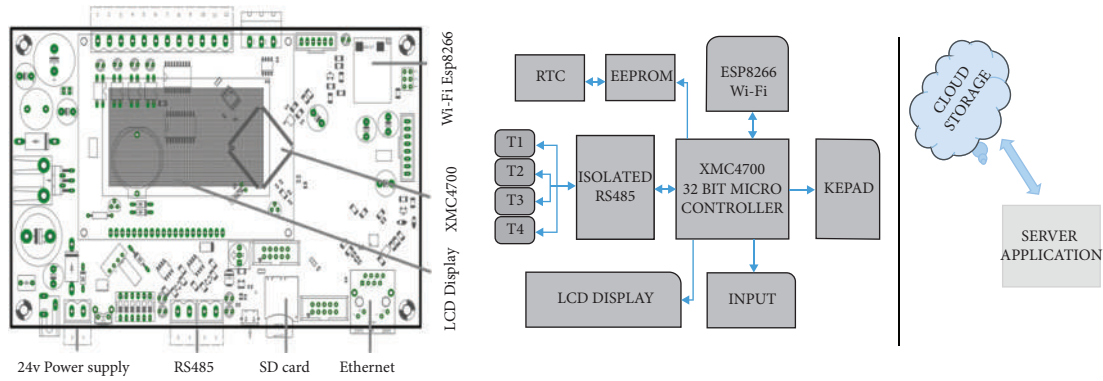 Wi-Fi Esp8266
XMC4700
LCD Display
24v Power supply
RS485
SD card
Ethernet
RTC
EEPROM
ESP8266
Wi-Fi
T1
T2
T3
T4
ISOLATED
RS485
XMC4700
32 BIT MICRO
CONTROLLER
KEPAD
LCD DISPLAY
INPUT
CLOUD
STORAGE
SERVER
APPLICATION